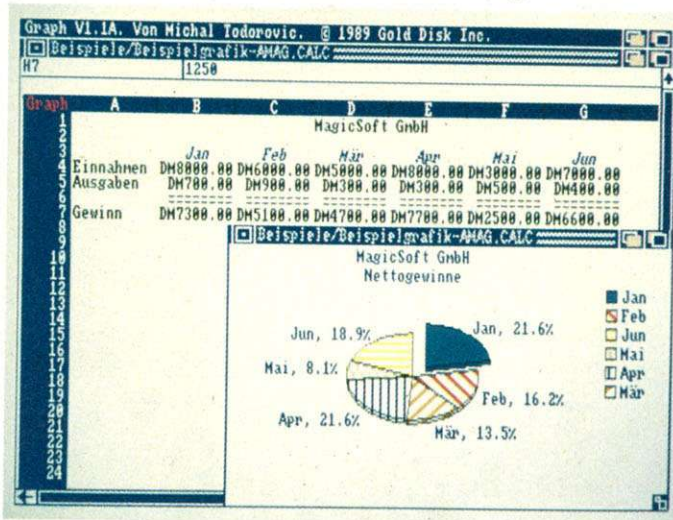 Graph V1.1A. Von Michal Todorovic. © 1989 Gold Disk Inc.
Beispiele/Beispielgrafik-AMAG.CALC
H7 1250
Graph A B C D E F G
1 MagicSoft GmbH
2
3 Jan Feb Mär Apr Mai Jun
4 Einnahmen DM8000.00 DM6000.00 DM5000.00 DM8000.00 DM3000.00 DM7000.00
5 Ausgaben DM700.00 DM900.00 DM300.00 DM300.00 DM500.00 DM400.00
6 --------- --------- --------- --------- --------- ---------
7 Gewinn DM7300.00 DM5100.00 DM4700.00 DM7700.00 DM2500.00 DM6600.00
8
9
10
11
12
13
14
15
16
17
18
19
20
21
22
23
24
Beispiele/Beispielgrafik-AMAG.CALC
MagicSoft GmbH
Nettogewinne
Jan
Feb
Jun
Mai
Apr
Mär
Jun, 18.9%
Jan, 21.6%
Mai, 8.1%
Feb, 16.2%
Apr, 21.6%
Mär, 13.5%